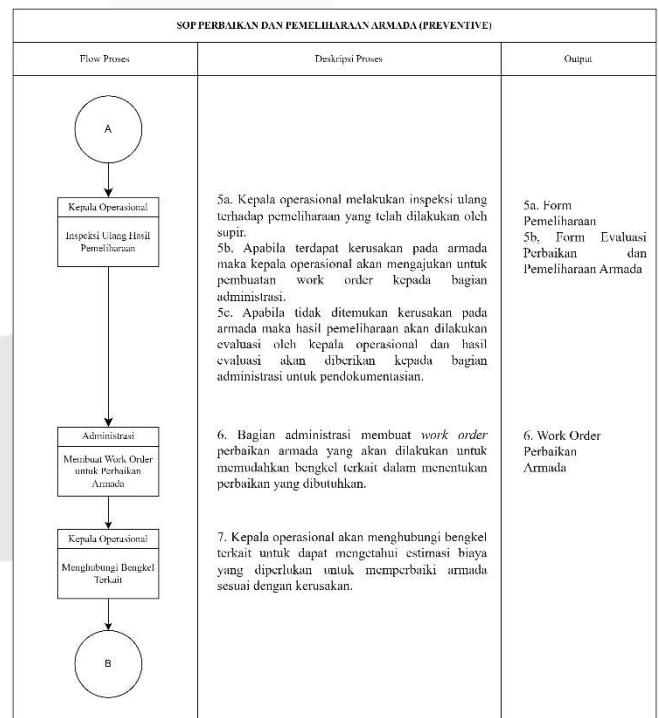 SOP PERBAIKAN DAN PEMELIHARAAN ARMADA (PREVENTIVE)
Flow Proses
Deskripsi Proses
Output
A
Kepala Operasional
Inspeksi Ulang Hasil
Pemeliharaan
5a. Kepala operasional melakukan inspeksi ulang
terhadap pemeliharaan yang telah dilakukan oleh
supir.
5b. Apabila terdapat kerusakan pada armada
maka kepala operasional akan mengajukan untuk
pembuatan work order kepada bagian
administrasi.
5c. Apabila tidak ditemukan kerusakan pada
armada maka hasil pemeliharaan akan dilakukan
evaluasi oleh kepala operasional dan hasil
evaluasi akan diberikan kepada bagian
administrasi untuk pendokumentasian.
5a. Form
Pemeliharaan
5b, Form Evaluasi
Perbaikan dan
Pemeliharaan Armada
Administrasi
Membuat Work Order
untuk Perbaikan
Armada
6. Bagian administrasi membuat work order
perbaikan armada yang akan dilakukan untuk
memudahkan bengkel terkait dalam menentukan
perbaikan yang dibutuhkan.
6. Work Order
Perbaikan
Armada
Kepala Operasional
Menghubungi Bengkel
Terkait
7. Kepala operasional akan menghubungi bengkel
terkait untuk dapat mengetahui estimasi biaya
yang diperlukan untuk memperbaiki armada
sesuai dengan kerusakan.
B